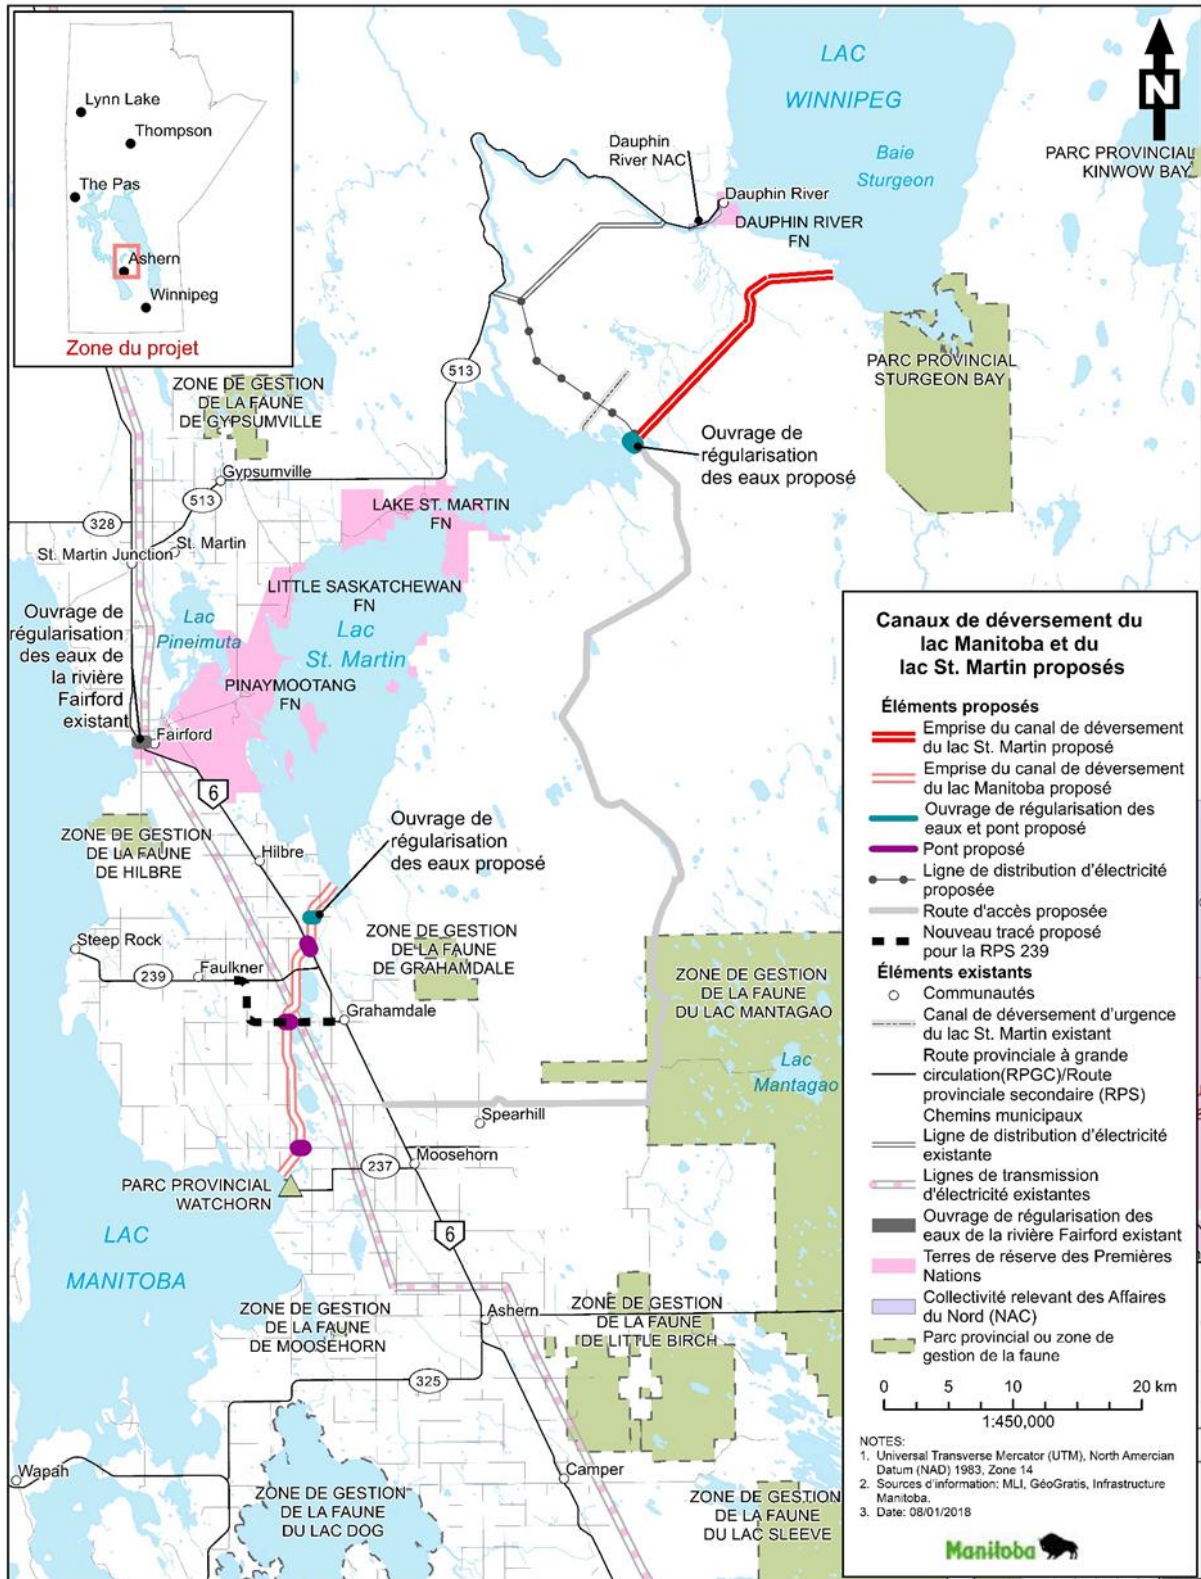 Lynn Lake
Thompson
The Pas
Ashern
Winnipeg
Zone du projet
LAC
WINNIPEG
Baie
Sturgeon
N
PARC PROVINCIAL
KINWOW BAY
Dauphin
River NAC
Dauphin River
DAUPHIN RIVER
FN
PARC PROVINCIAL
STURGEON BAY
513
ZONE DE GESTION
DE LA FAUNE
DE GYPSUMVILLE
Ouvrage de
régularisation
des eaux proposé
Gypsumville
513
328
LAKE ST. MARTIN
FN
St. Martin
St. Martin Junction
LITTLE SASKATCHEWAN
FN
Ouvrage de
régularisation
des eaux de
la rivière
Fairford
existant
Lac
Pineimuta
Lac
St. Martin
PINAYMOOTANG
FN
Fairford
6
ZONE DE GESTION
DE LA FAUNE
DE HILBRE
Hilbre
Ouvrage de
régularisation
des eaux proposé
Steep Rock
239
Faulkner
ZONE DE GESTION
DE LA FAUNE
DE GRAHAMDALE
Grahamdale
ZONE DE GESTION
DE LA FAUNE
DU LAC MANTAGAO
Lac
Mantagao
Spearhill
Moosehorn
237
PARC PROVINCIAL
WATCHORN
6
LAC
MANITOBA
ZONE DE GESTION
DE LA FAUNE
DE MOOSEHORN
Ashern
ZONE DE GESTION
DE LA FAUNE
DE LITTLE BIRCH
325
Wapah
ZONE DE GESTION
DE LA FAUNE
DU LAC DOG
Camper
ZONE DE GESTION
DE LA FAUNE
DU LAC SLEEVE
Canaux de déversement du
lac Manitoba et du
lac St. Martin proposés
Éléments proposés
Emprise du canal de déversement
du lac St. Martin proposé
Emprise du canal de déversement
du lac Manitoba proposé
Ouvrage de régularisation des
eaux et pont proposé
Pont proposé
Ligne de distribution d'électricité
proposée
Route d'accès proposée
Nouveau tracé proposé
pour la RPS 239
Éléments existants
Communautés
Canal de déversement d'urgence
du lac St. Martin existant
Route provinciale à grande
circulation(RPGC)/Route
provinciale secondaire (RPS)
Chemins municipaux
Ligne de distribution d'électricité
existante
Lignes de transmission
d'électricité existantes
Ouvrage de régularisation des
eaux de la rivière Fairford existant
Terres de réserve des Premières
Nations
Collectivité relevant des Affaires
du Nord (NAC)
Parc provincial ou zone de
gestion de la faune
0 5 10 20 km
1:450,000
NOTES:
1. Universal Transverse Mercator (UTM), North Amercian
Datum (NAD) 1983, Zone 14
2. Sources d'information: MLI, GéoGratis, Infrastructure
Manitoba.
3. Date: 08/01/2018
Manitoba